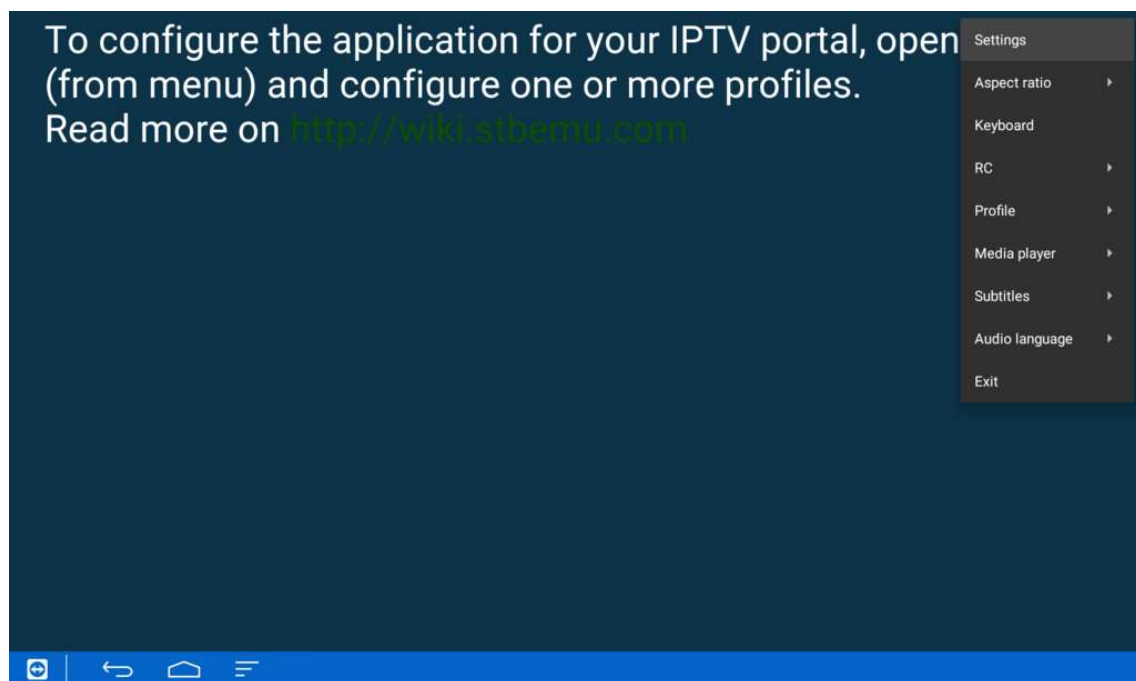 To configure the application for your IPTV portal, open
(from menu) and configure one or more profiles.
Read more on http://wiki.stbemu.com
Settings
Aspect ratio
Keyboard
RC
Profile
Media player
Subtitles
Audio language
Exit